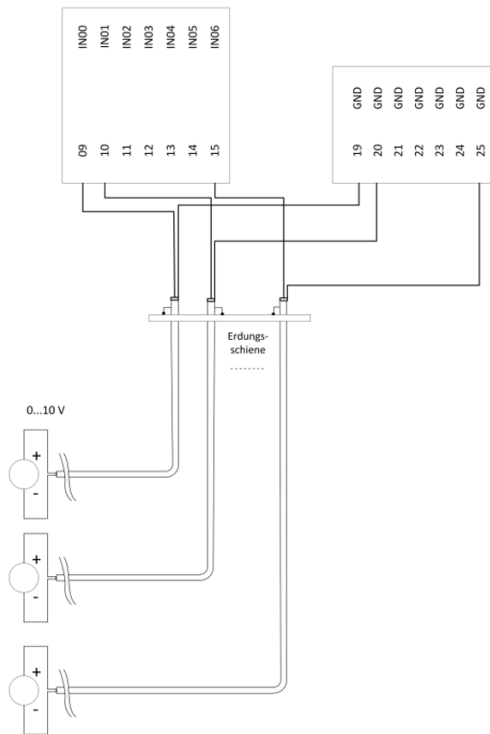 IN00 IN01 IN02 IN03 IN04 IN05 IN06
09 10 11 12 13 14 15
GND GND GND GND GND GND GND
19 20 21 22 23 24 25
Erdungs-
schiene
0...10 V
+
-
+
-
+
-